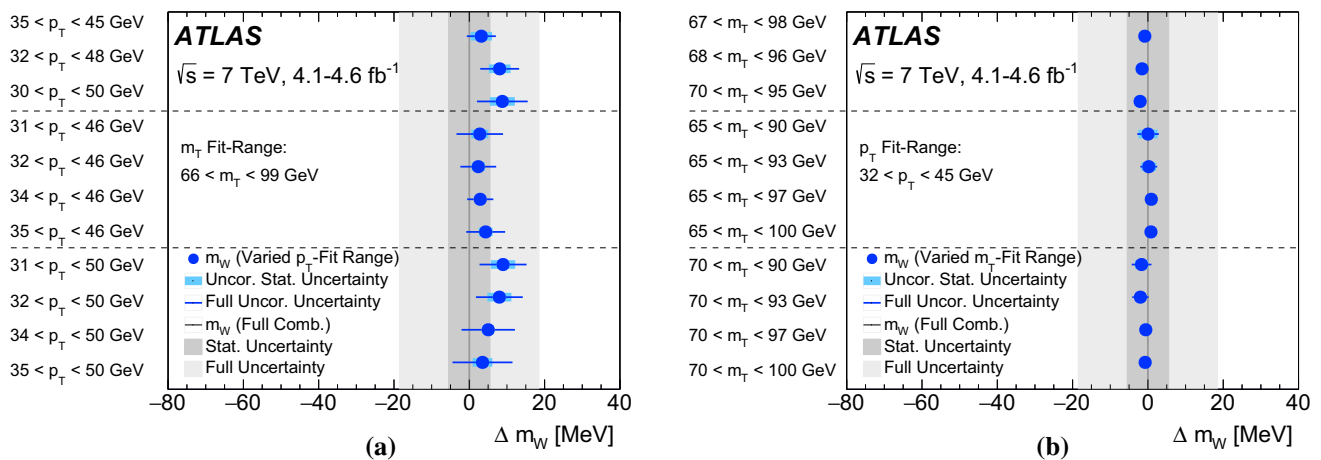 35 < p_T < 45 GeV
32 < p_T < 48 GeV
30 < p_T < 50 GeV
31 < p_T < 46 GeV
32 < p_T < 46 GeV
34 < p_T < 46 GeV
35 < p_T < 46 GeV
31 < p_T < 50 GeV
32 < p_T < 50 GeV
34 < p_T < 50 GeV
35 < p_T < 50 GeV
ATLAS
√s = 7 TeV, 4.1-4.6 fb⁻¹
m_T Fit-Range:
66 < m_T < 99 GeV
m_W (Varied p_T-Fit Range)
Uncor. Stat. Uncertainty
Full Uncor. Uncertainty
m_W (Full Comb.)
Stat. Uncertainty
Full Uncertainty
−80 −60 −40 −20 0 20 40
Δ m_W [MeV]
(a)
67 < m_T < 98 GeV
68 < m_T < 96 GeV
70 < m_T < 95 GeV
65 < m_T < 90 GeV
65 < m_T < 93 GeV
65 < m_T < 97 GeV
65 < m_T < 100 GeV
70 < m_T < 90 GeV
70 < m_T < 93 GeV
70 < m_T < 97 GeV
70 < m_T < 100 GeV
ATLAS
√s = 7 TeV, 4.1-4.6 fb⁻¹
p_T Fit-Range:
32 < p_T < 45 GeV
m_W (Varied m_T-Fit Range)
Uncor. Stat. Uncertainty
Full Uncor. Uncertainty
m_W (Full Comb.)
Stat. Uncertainty
Full Uncertainty
−80 −60 −40 −20 0 20 40
Δ m_W [MeV]
(b)